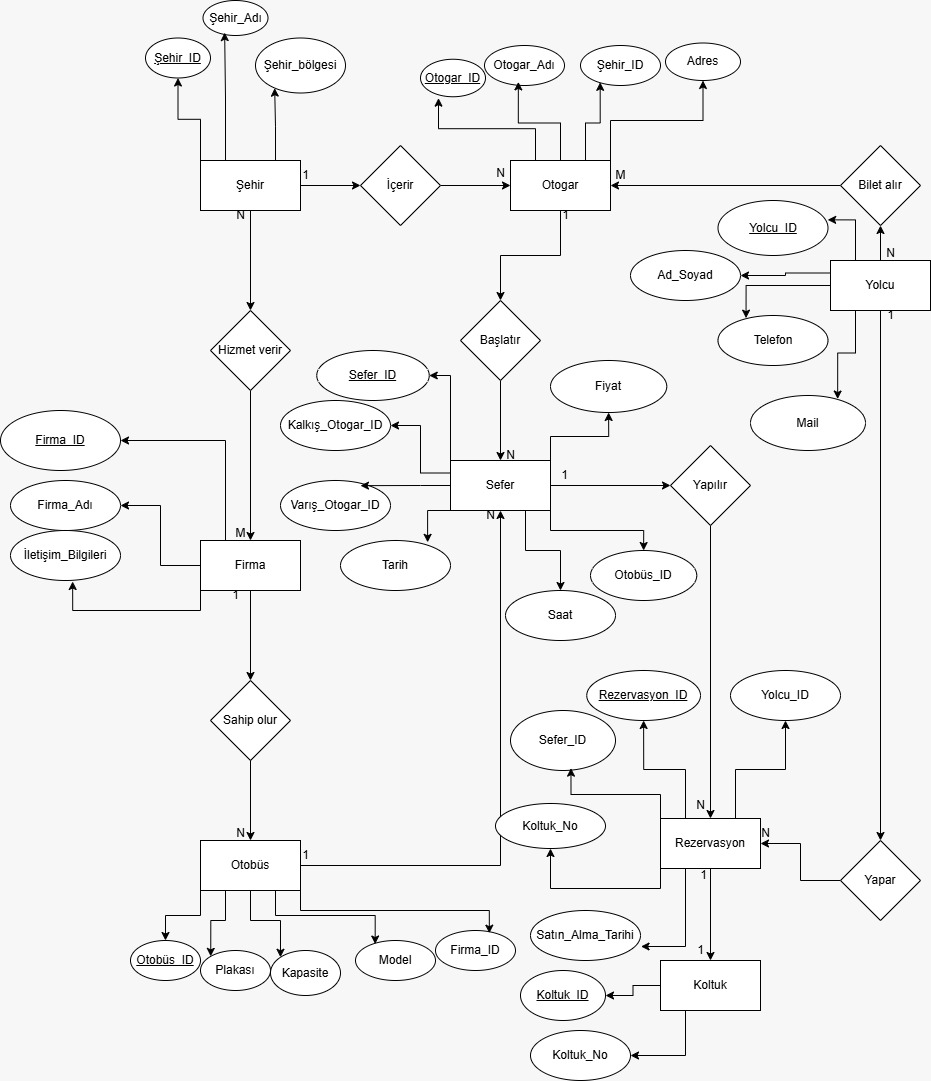 Şehir_Adı
Şehir_ID
Şehir_bölgesi
Otogar_ID
Otogar_Adı
Şehir_ID
Adres
Şehir
1
İçerir
N
Otogar
M
Bilet alır
N
1
Yolcu_ID
N
Ad_Soyad
Yolcu
Telefon
1
Mail
Hizmet verir
Başlatır
Sefer_ID
Fiyat
Kalkış_Otogar_ID
N
Firma_ID
Sefer
1
Yapılır
Varış_Otogar_ID
N
Firma_Adı
M
İletişim_Bilgileri
Firma
Tarih
Otobüs_ID
1
Saat
Sahip olur
Rezervasyon_ID
Yolcu_ID
Sefer_ID
N
Koltuk_No
N
Otobüs
1
Rezervasyon
N
1
Yapar
Satın_Alma_Tarihi
1
Otobüs_ID
Plakası
Kapasite
Model
Firma_ID
Koltuk
Koltuk_ID
Koltuk_No